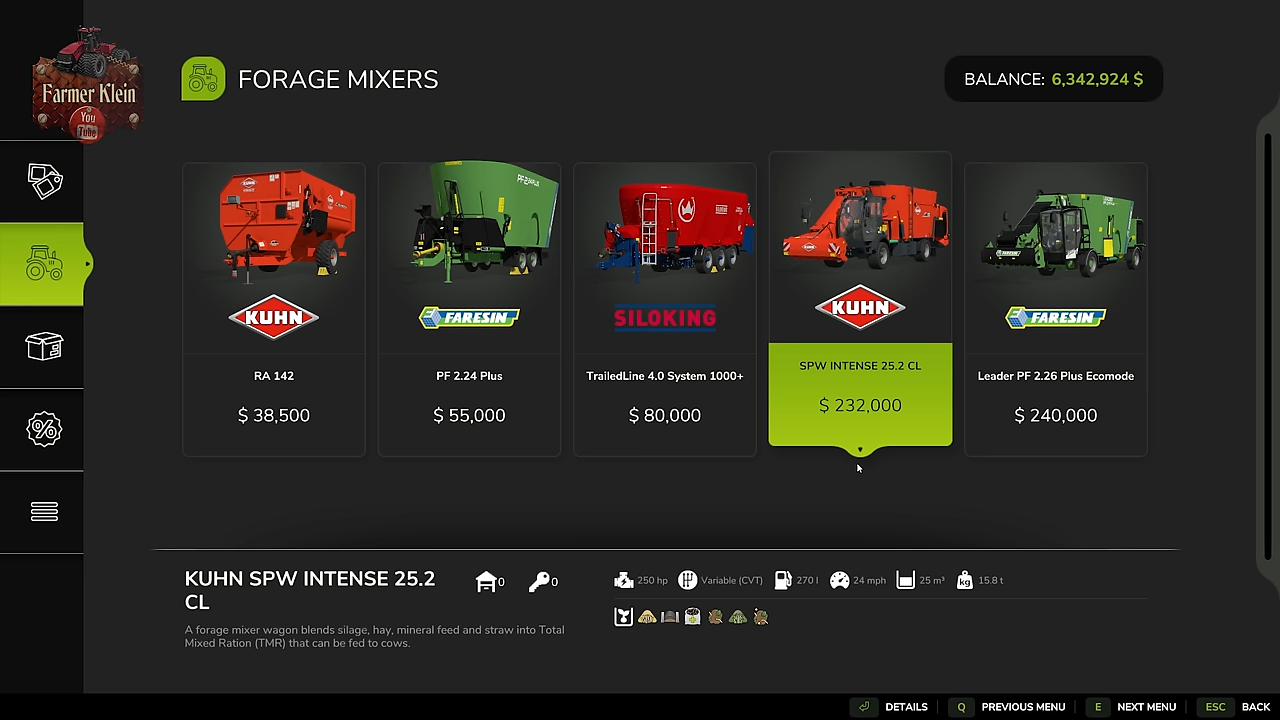 Farmer Klein
You
Tube
FORAGE MIXERS
BALANCE: 6,342,924 $
KUHN
RA 142
$ 38,500
FARESIN
PF 2.24 Plus
$ 55,000
SILOKING
TrailedLine 4.0 System 1000+
$ 80,000
KUHN
SPW INTENSE 25.2 CL
$ 232,000
FARESIN
Leader PF 2.26 Plus Ecomode
$ 240,000
KUHN SPW INTENSE 25.2
CL
0
0
A forage mixer wagon blends silage, hay, mineral feed and straw into Total
Mixed Ration (TMR) that can be fed to cows.
250 hp
Variable (CVT)
270 l
24 mph
25 m³
kg
15.8 t
DETAILS
Q
PREVIOUS MENU
E
NEXT MENU
ESC
BACK